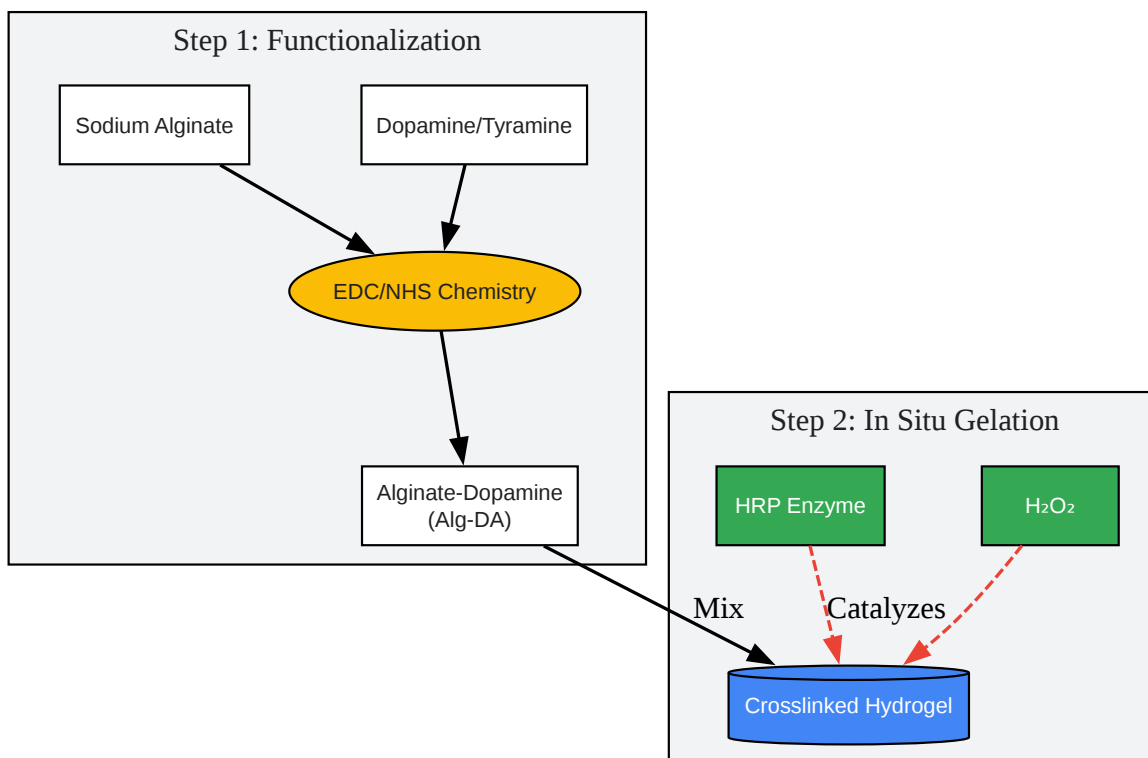 Step 1: Functionalization
Sodium Alginate
Dopamine/Tyramine
EDC/NHS Chemistry
Alginate-Dopamine
(Alg-DA)
Step 2: In Situ Gelation
HRP Enzyme
H₂O₂
Mix
Catalyzes
Crosslinked Hydrogel